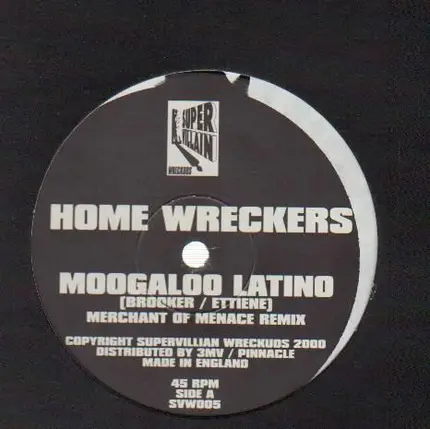 SUPER
VILLAIN
WRECKUDS
HOME WRECKERS
MOOGALOO LATINO
(BROOKER / ETTIENE)
MERCHANT OF MENACE REMIX
COPYRIGHT SUPERVILLIAN WRECKUDS 2000
DISTRIBUTED BY 3MV / PINNACLE
MADE IN ENGLAND
45 RPM
SIDE A
SVW005